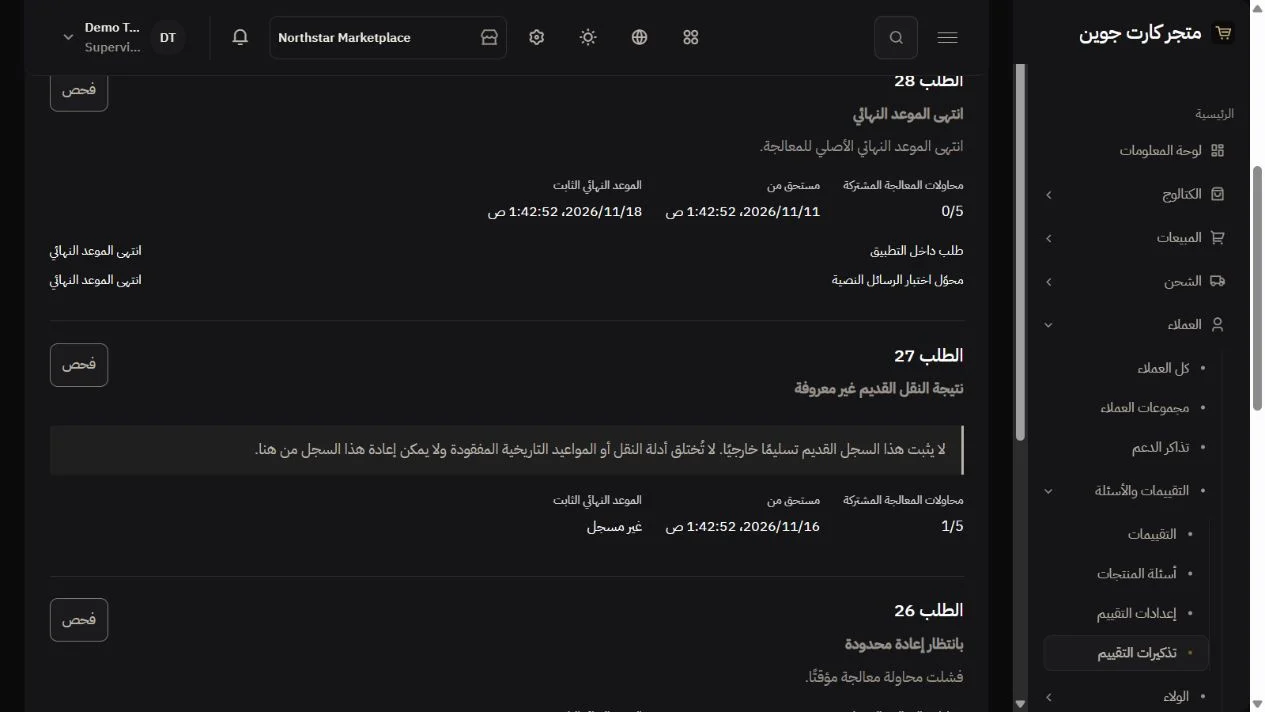 متجر كارت جوين
Northstar Marketplace
Demo T...
Supervi...
DT
الرئيسية
لوحة المعلومات
الكتالوج
المبيعات
الشحن
العملاء
كل العملاء
مجموعات العملاء
تذاكر الدعم
التقييمات والأسئلة
التقييمات
أسئلة المنتجات
إعدادات التقييم
تذكيرات التقييم
الولاء
الطلب 28
فحص
انتهى الموعد النهائي
انتهى الموعد النهائي الأصلي للمعالجة.
محاولات المعالجة المشتركة
مستحق من
الموعد النهائي الثابت
0/5
2026/11/11، 1:42:52 ص
2026/11/18، 1:42:52 ص
طلب داخل التطبيق
انتهى الموعد النهائي
محوّل اختبار الرسائل النصية
انتهى الموعد النهائي
الطلب 27
فحص
نتيجة النقل القديم غير معروفة
لا يثبت هذا السجل القديم تسليمًا خارجيًا. لا تُختلق أدلة النقل أو المواعيد التاريخية المفقودة ولا يمكن إعادة هذا السجل من هنا.
محاولات المعالجة المشتركة
مستحق من
الموعد النهائي الثابت
1/5
2026/11/16، 1:42:52 ص
غير مسجل
الطلب 26
فحص
بانتظار إعادة محدودة
فشلت محاولة معالجة مؤقتًا.